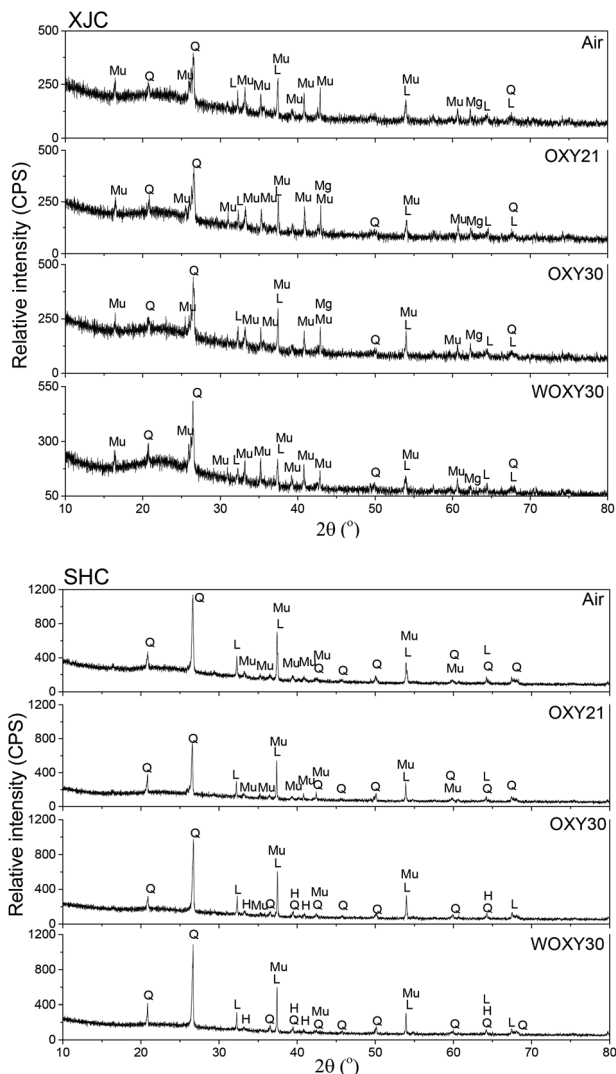 XJC
Air
500
250
0
Mu Q Mu Q L Mu Mu Mu L Mu Mu Mu Mu L Mu Mg L Q L
OXY21
500
250
0
Mu Q Mu Q Mu L Mu Mu Mu L Mu Mg Mu Q Mu L Mu Mg L Q L
OXY30
500
250
0
Mu Q Mu Q L Mu Mu Mu L Mu Mg Mu Q Mu L Mu Mg L Q L
WOXY30
550
300
50
Mu Q Mu Q Mu L Mu Mu Mu L Mu Mu Mu Q Mu L Mu Mg L Q L
10 20 30 40 50 60 70 80
2θ (°)
Relative intensity (CPS)
SHC
Air
1200
800
400
0
Q Q L Mu Mu Mu L Mu Mu Mu Q Q Q Mu L Q Mu L Q Q
OXY21
1200
800
400
0
Q Q L Mu Mu Mu L Mu Mu Mu Q Q Q Mu L Q Mu L Q Q
OXY30
1200
800
400
0
Q Q L H Mu Q Mu L H Q H Mu Q Q Q Mu L Q H Q L
WOXY30
1200
800
400
0
Q Q L H Q Mu L H Q H Mu Q Q Q Mu L Q L H Q L Q
10 20 30 40 50 60 70 80
2θ (°)
Relative intensity (CPS)